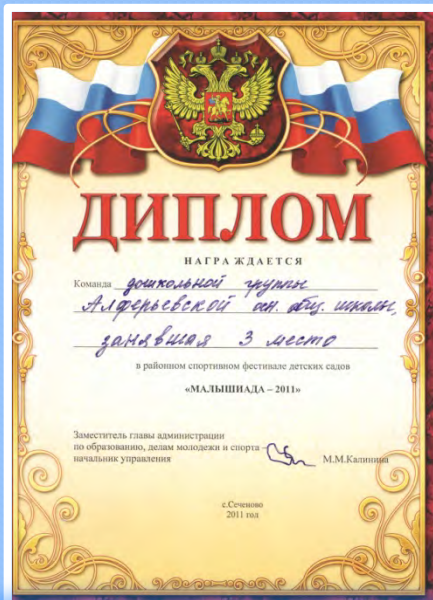 ДИПЛОМ
НАГРАЖДАЕТСЯ
Команда дошкольной группы
Алферьевской осн. общ. школы,
занявшая 3 место
в районном спортивном фестивале детских садов
«МАЛЫШИАДА – 2011»
Заместитель главы администрации
по образованию, делам молодежи и спорта –
начальник управления М.М.Калинина
с.Сеченово
2011 год